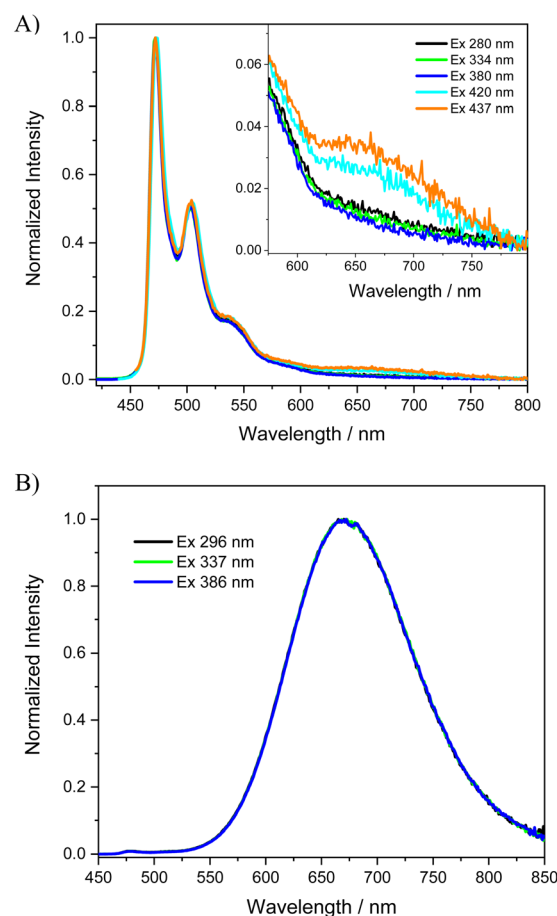 A)
Normalized Intensity
1.0
0.8
0.6
0.4
0.2
0.0
450 500 550 600 650 700 750 800
Wavelength / nm
0.06
0.04
0.02
0.00
600 650 700 750
Wavelength / nm
Ex 280 nm
Ex 334 nm
Ex 380 nm
Ex 420 nm
Ex 437 nm
B)
Normalized Intensity
1.0
0.8
0.6
0.4
0.2
0.0
450 500 550 600 650 700 750 800 850
Wavelength / nm
Ex 296 nm
Ex 337 nm
Ex 386 nm